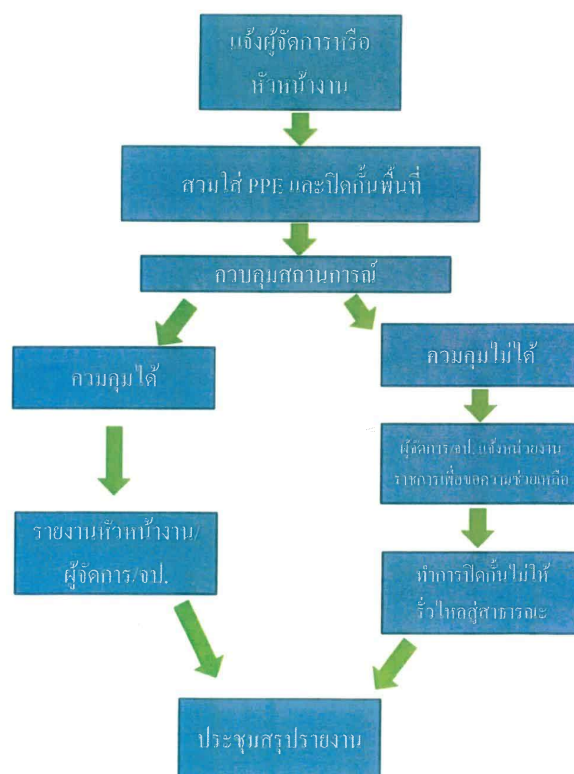 แจ้งผู้จัดการหรือ
หัวหน้างาน
สวมใส่ PPE และปิดกั้นพื้นที่
ควบคุมสถานการณ์
ควมคุมได้
ควมคุมไม่ได้
ผู้จัดการ/จป. แจ้งหน่วยงาน
ราชการเพื่อขอความช่วยเหลือ
รายงานหัวหน้างาน/
ผู้จัดการ/จป.
ทำการปิดกั้นไม่ให้
รั่วไหลสู่สาธารณะ
ประชุมสรุปรายงาน